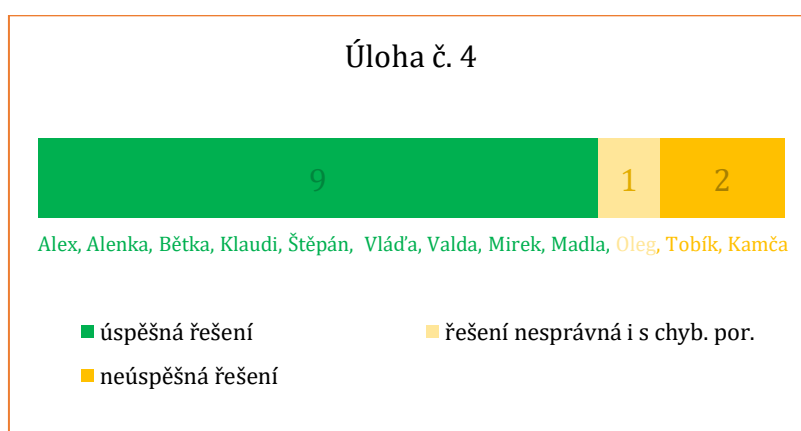 Úloha č. 4
9 1 2
Alex, Alenka, Bětka, Klaudi, Štěpán, Vláďa, Valda, Mirek, Madla, Oleg, Tobík, Kamča
úspěšná řešení řešení nesprávná i s chyb. por.
neúspěšná řešení